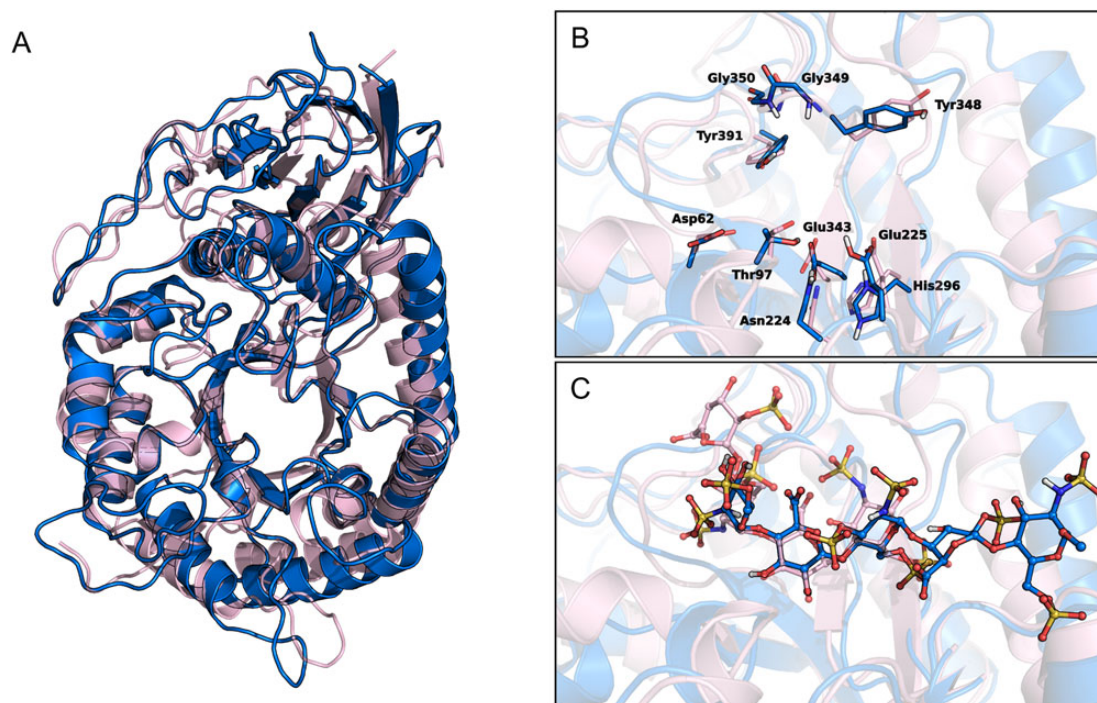 A
B
Gly350 Gly349
Tyr348
Tyr391
Asp62
Glu343 Glu225
Thr97
His296
Asn224
C